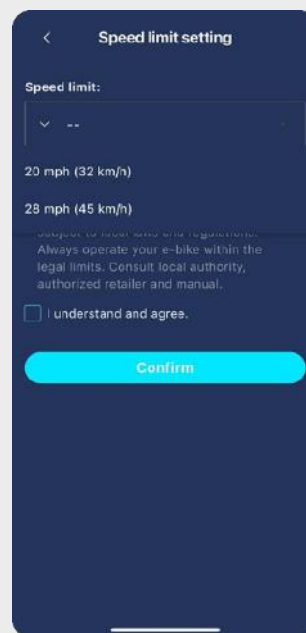 Speed limit setting
Speed limit:
--
20 mph (32 km/h)
28 mph (45 km/h)
subject to local laws and regulations.
Always operate your e-bike within the
legal limits. Consult local authority,
authorized retailer and manual.
I understand and agree.
Confirm